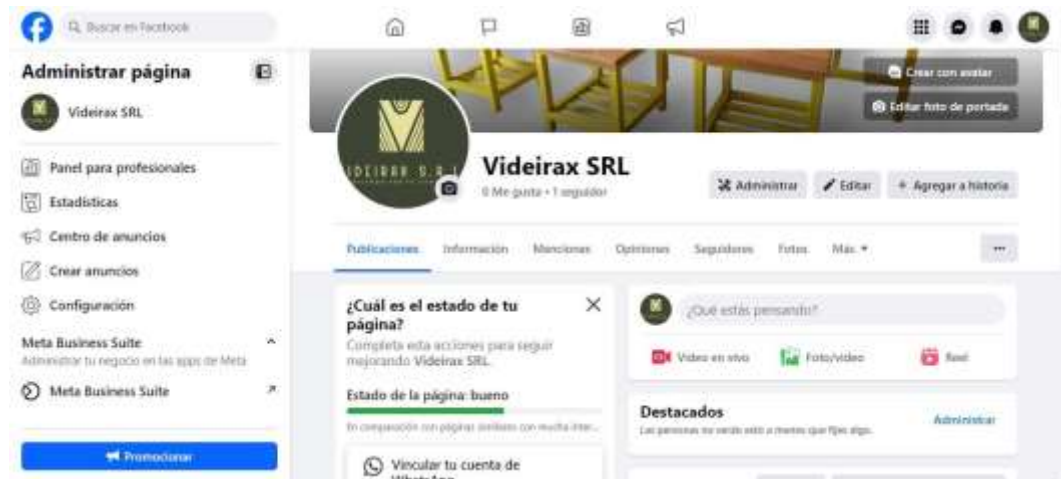 Buscar en Facebook
Administrar página
Videirax SRL
Panel para profesionales
Estadísticas
Centro de anuncios
Crear anuncios
Configuración
Meta Business Suite
Administrar tu negocio en las apps de Meta
Meta Business Suite
Promocionar
Crear con avatar
Editar foto de portada
VIDEIRAX S.R.L
Videirax SRL
0 Me gusta • 1 seguidor
Administrar
Editar
+ Agregar a historia
Publicaciones
Información
Menciones
Opiniones
Seguidores
Fotos
Más
¿Cuál es el estado de tu
página?
Completa esta acciones para seguir
mejorando Videirax SRL.
Estado de la página: bueno
En comparación con páginas similares con mucha inter...
Vincular tu cuenta de
WhatsApp
¿Qué estás pensando?
Video en vivo
Foto/video
Reel
Destacados
Administrar
Las personas no verán esto a menos que fijes algo.